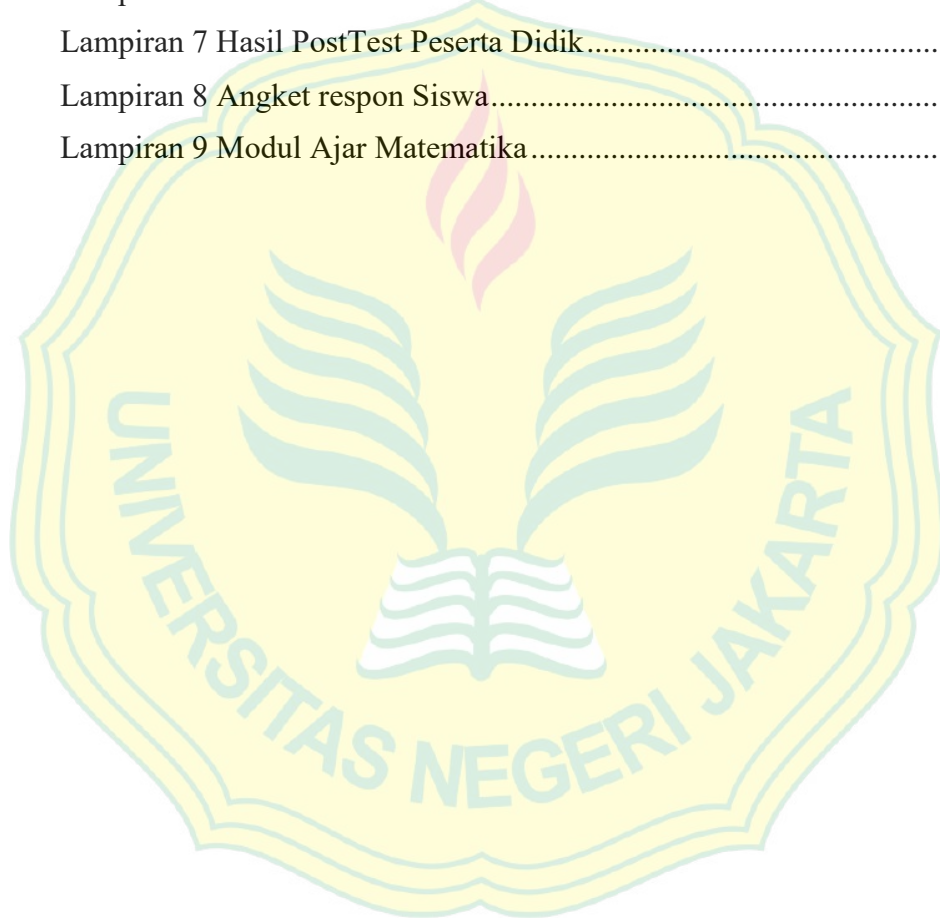 Lampiran 7 Hasil PostTest Peserta Didik......................................
Lampiran 8 Angket respon Siswa..................................................
Lampiran 9 Modul Ajar Matematika.............................................
UNIVERSITAS NEGERI JAKARTA